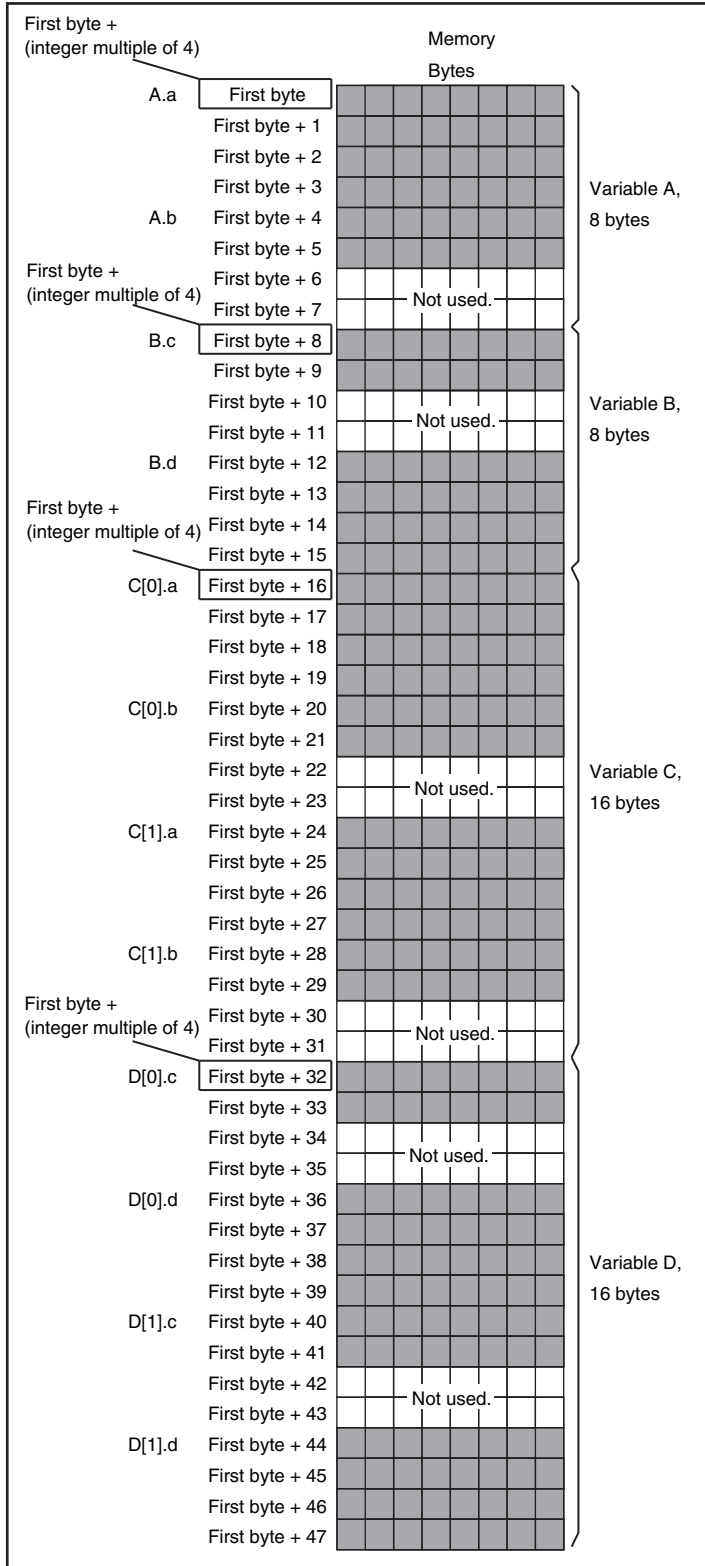 First byte +
(integer multiple of 4)
Memory
Bytes
A.a First byte
First byte + 1
First byte + 2
First byte + 3
Variable A,
8 bytes
A.b First byte + 4
First byte + 5
First byte +
(integer multiple of 4)
First byte + 6
First byte + 7
Not used.
B.c First byte + 8
First byte + 9
First byte + 10
First byte + 11
Not used.
Variable B,
8 bytes
B.d First byte + 12
First byte + 13
First byte +
(integer multiple of 4)
First byte + 14
First byte + 15
C[0].a First byte + 16
First byte + 17
First byte + 18
First byte + 19
C[0].b First byte + 20
First byte + 21
First byte + 22
First byte + 23
Not used.
Variable C,
16 bytes
C[1].a First byte + 24
First byte + 25
First byte + 26
First byte + 27
C[1].b First byte + 28
First byte + 29
First byte +
(integer multiple of 4)
First byte + 30
First byte + 31
Not used.
D[0].c First byte + 32
First byte + 33
First byte + 34
First byte + 35
Not used.
D[0].d First byte + 36
First byte + 37
First byte + 38
First byte + 39
Variable D,
16 bytes
D[1].c First byte + 40
First byte + 41
First byte + 42
First byte + 43
Not used.
D[1].d First byte + 44
First byte + 45
First byte + 46
First byte + 47